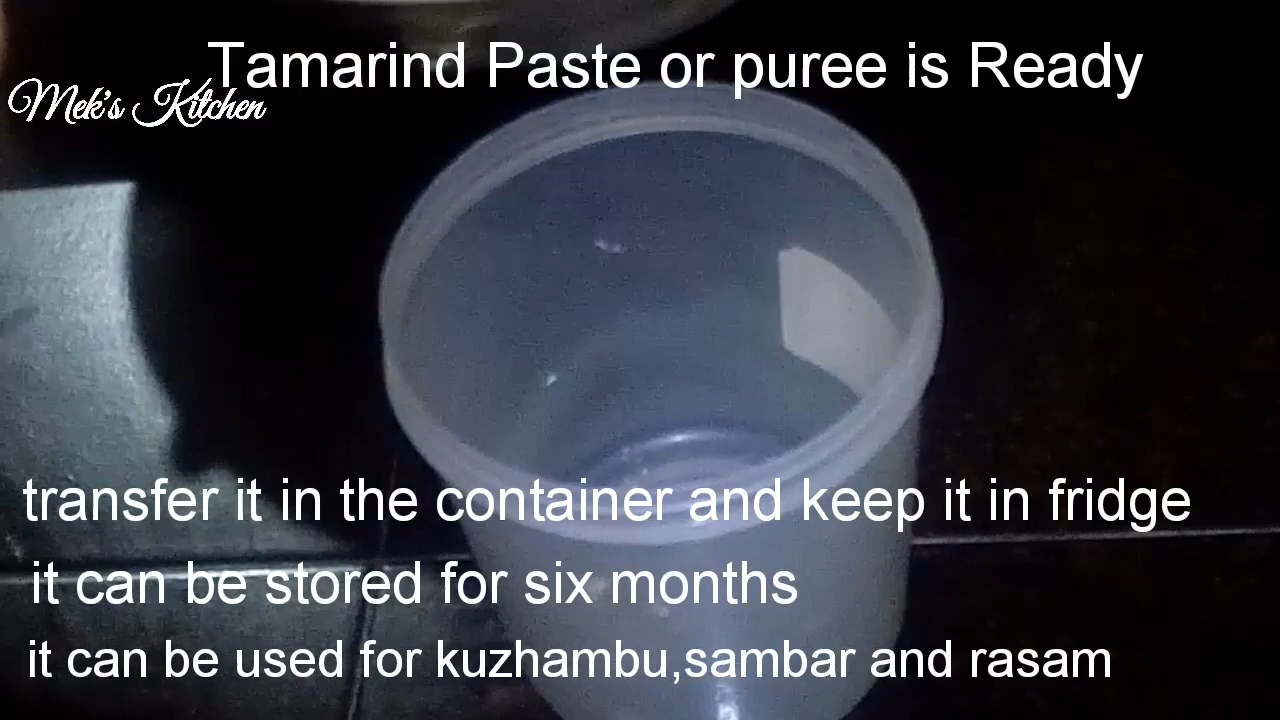 Tamarind Paste or puree is Ready
Mek's Kitchen
transfer it in the container and keep it in fridge
it can be stored for six months
it can be used for kuzhambu,sambar and rasam